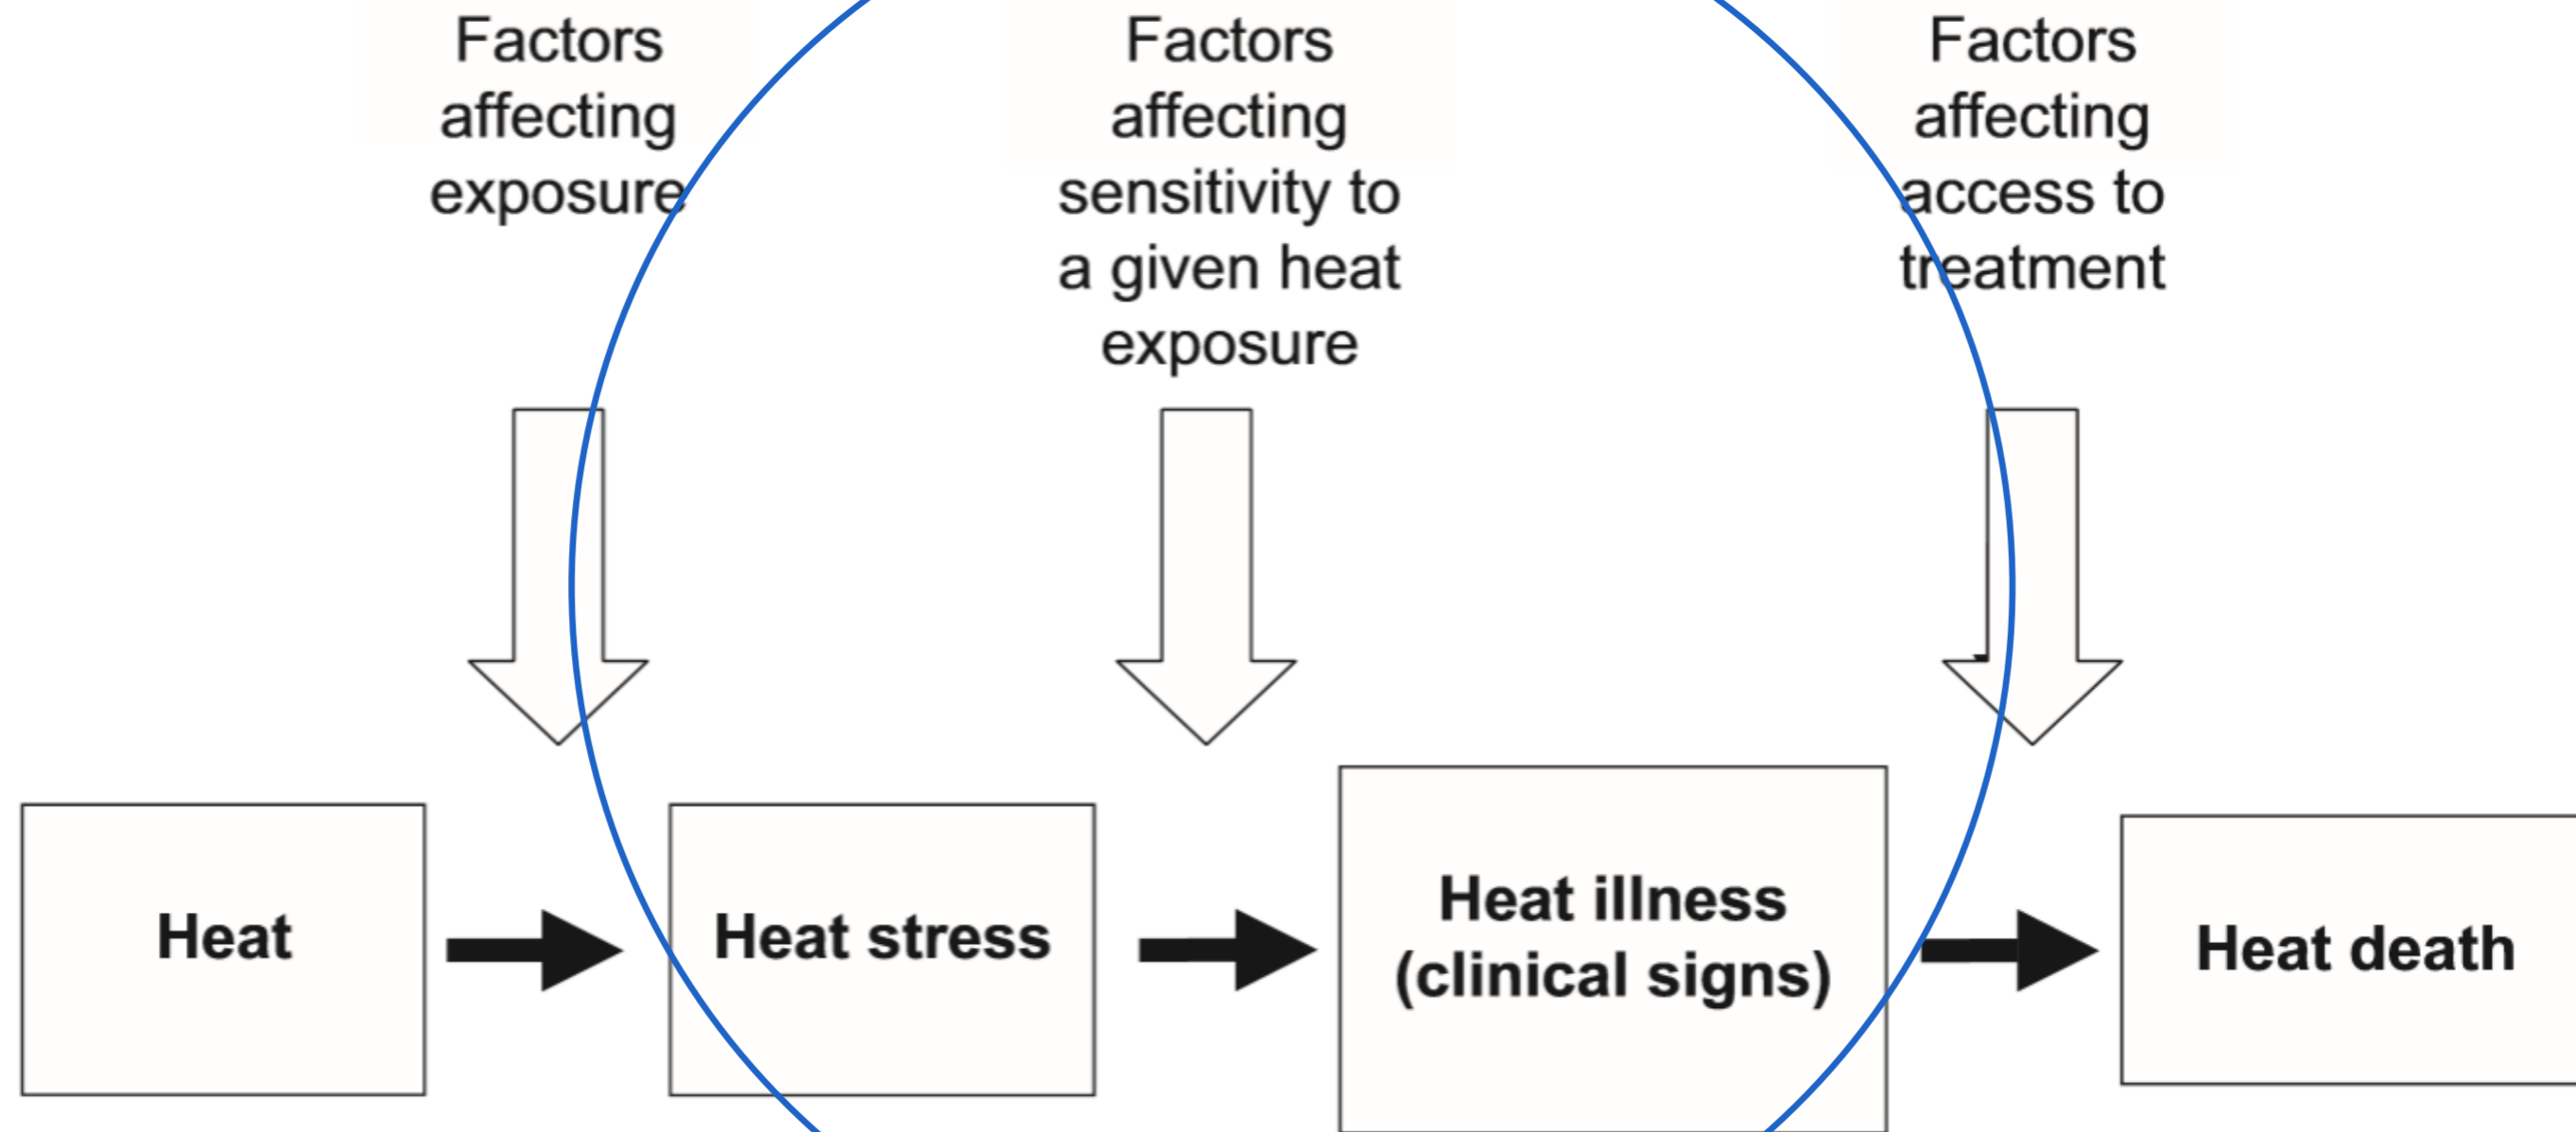 Factors
affecting
exposure
Factors
affecting
sensitivity to
a given heat
exposure
Factors
affecting
access to
treatment
Heat
Heat stress
Heat illness
(clinical signs)
Heat death